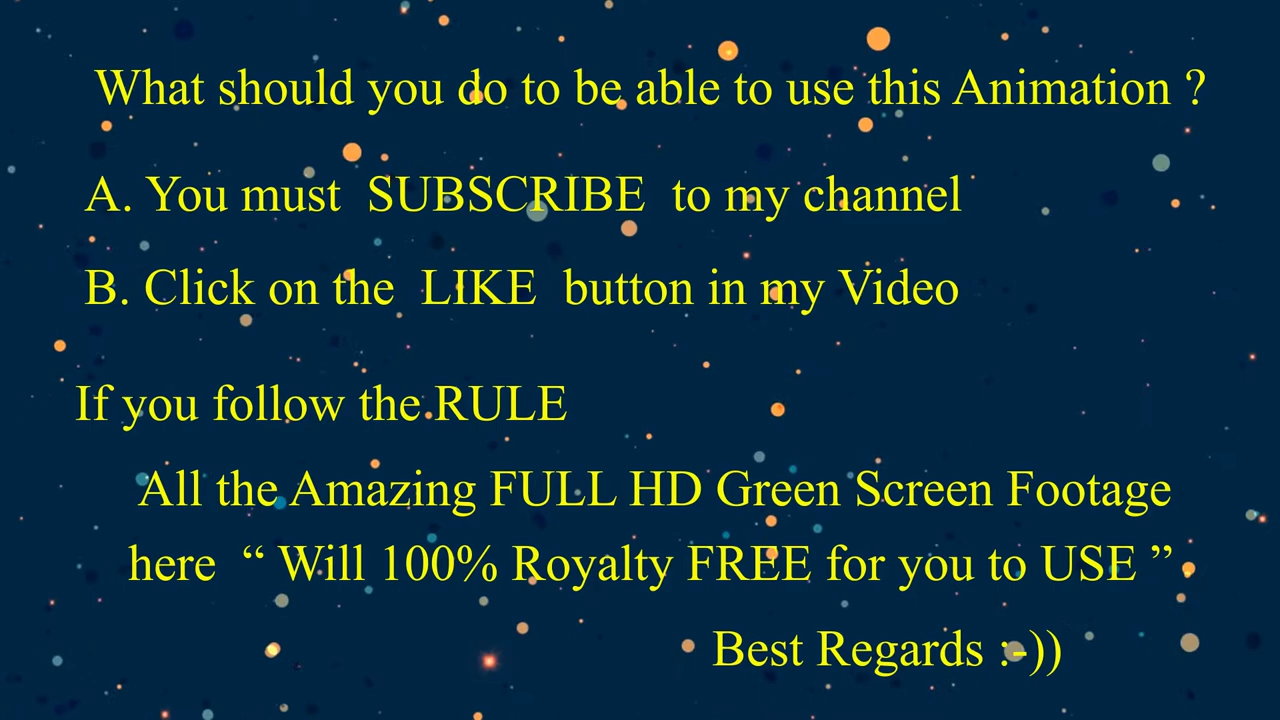 What should you do to be able to use this Animation ?
A. You must SUBSCRIBE to my channel
B. Click on the LIKE button in my Video
If you follow the RULE
All the Amazing FULL HD Green Screen Footage
here “ Will 100% Royalty FREE for you to USE ”
Best Regards :-))